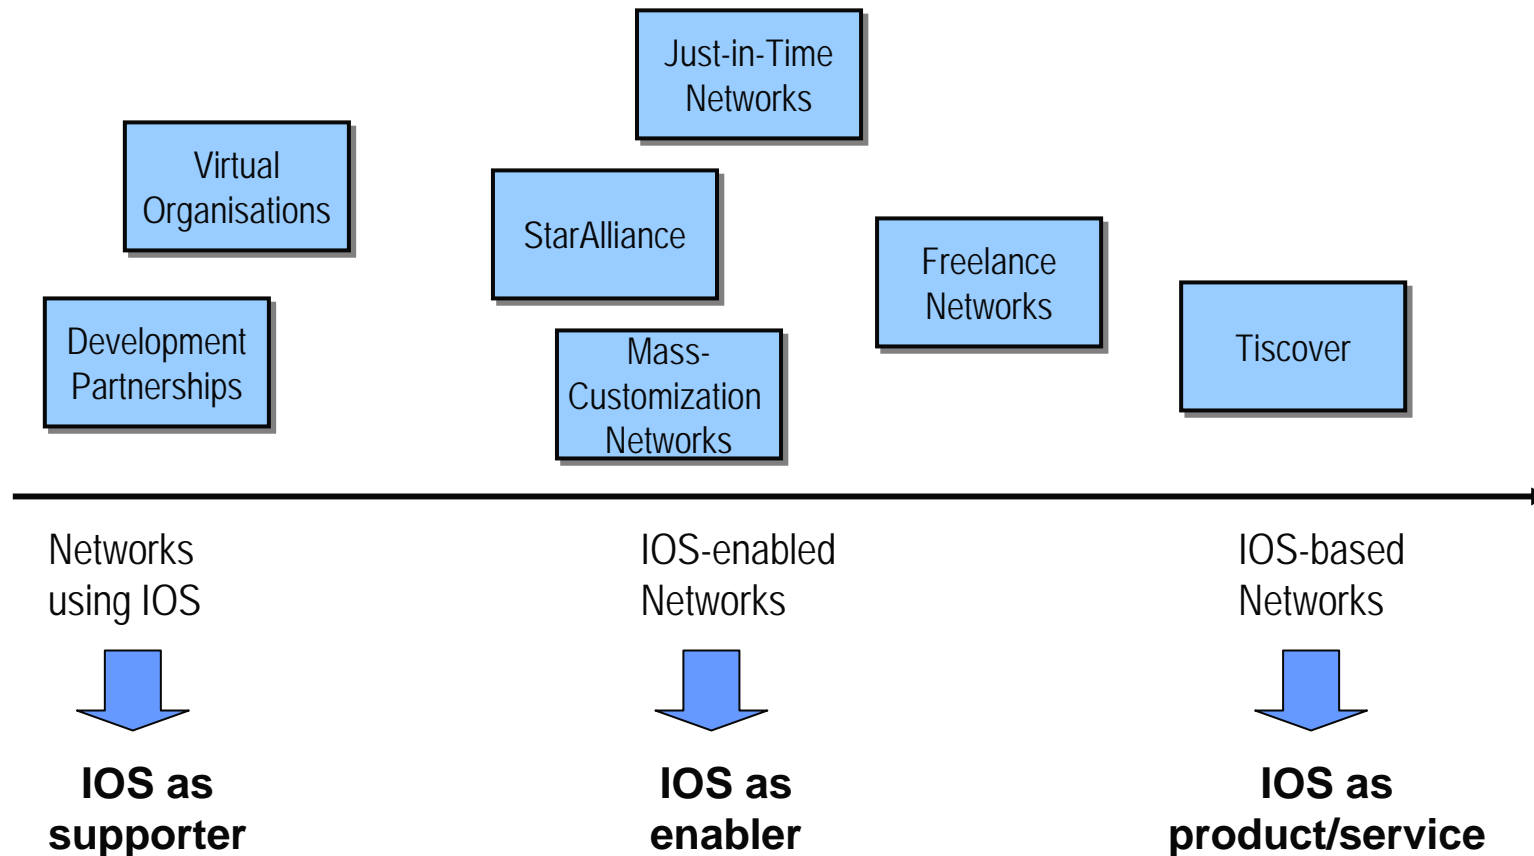 Just-in-Time
Networks
Virtual
Organisations
StarAlliance
Freelance
Networks
Development
Partnerships
Mass-
Customization
Networks
Tiscover
Networks
using IOS
IOS-enabled
Networks
IOS-based
Networks
IOS as
supporter
IOS as
enabler
IOS as
product/service